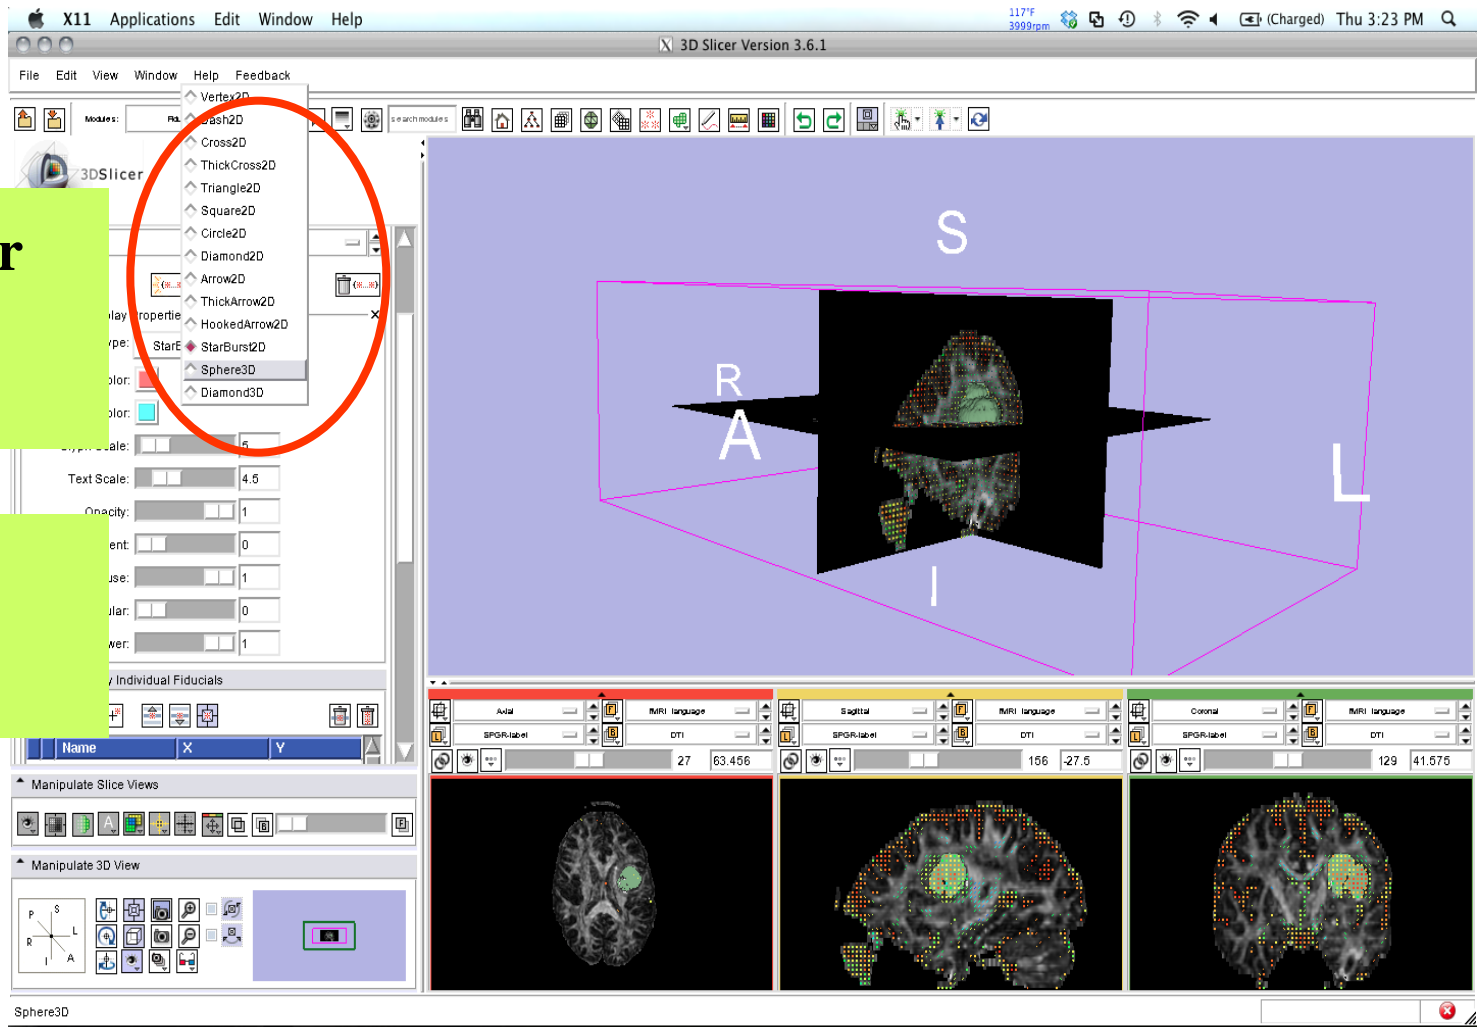 X11 Applications Edit Window Help
117°F
3999rpm
(Charged) Thu 3:23 PM
X 3D Slicer Version 3.6.1
File Edit View Window Help Feedback
Modules:
search modules
Vertex2D
Dash2D
Cross2D
ThickCross2D
Triangle2D
Square2D
Circle2D
Diamond2D
Arrow2D
ThickArrow2D
HookedArrow2D
StarBurst2D
Sphere3D
Diamond3D
3DSlicer
r
Text Scale: 4.5
Opacity: 1
0
1
0
1
5
Individual Fiducials
Name X Y
Manipulate Slice Views
A
F
B
Manipulate 3D View
P S
R L
I A
S
R
A
L
I
Axial F fMRI language
L SPGR-label B DTI
27 63.456
Sagittal F fMRI language
L SPGR-label B DTI
156 -27.5
Coronal F fMRI language
L SPGR-label B DTI
129 41.575
Sphere3D